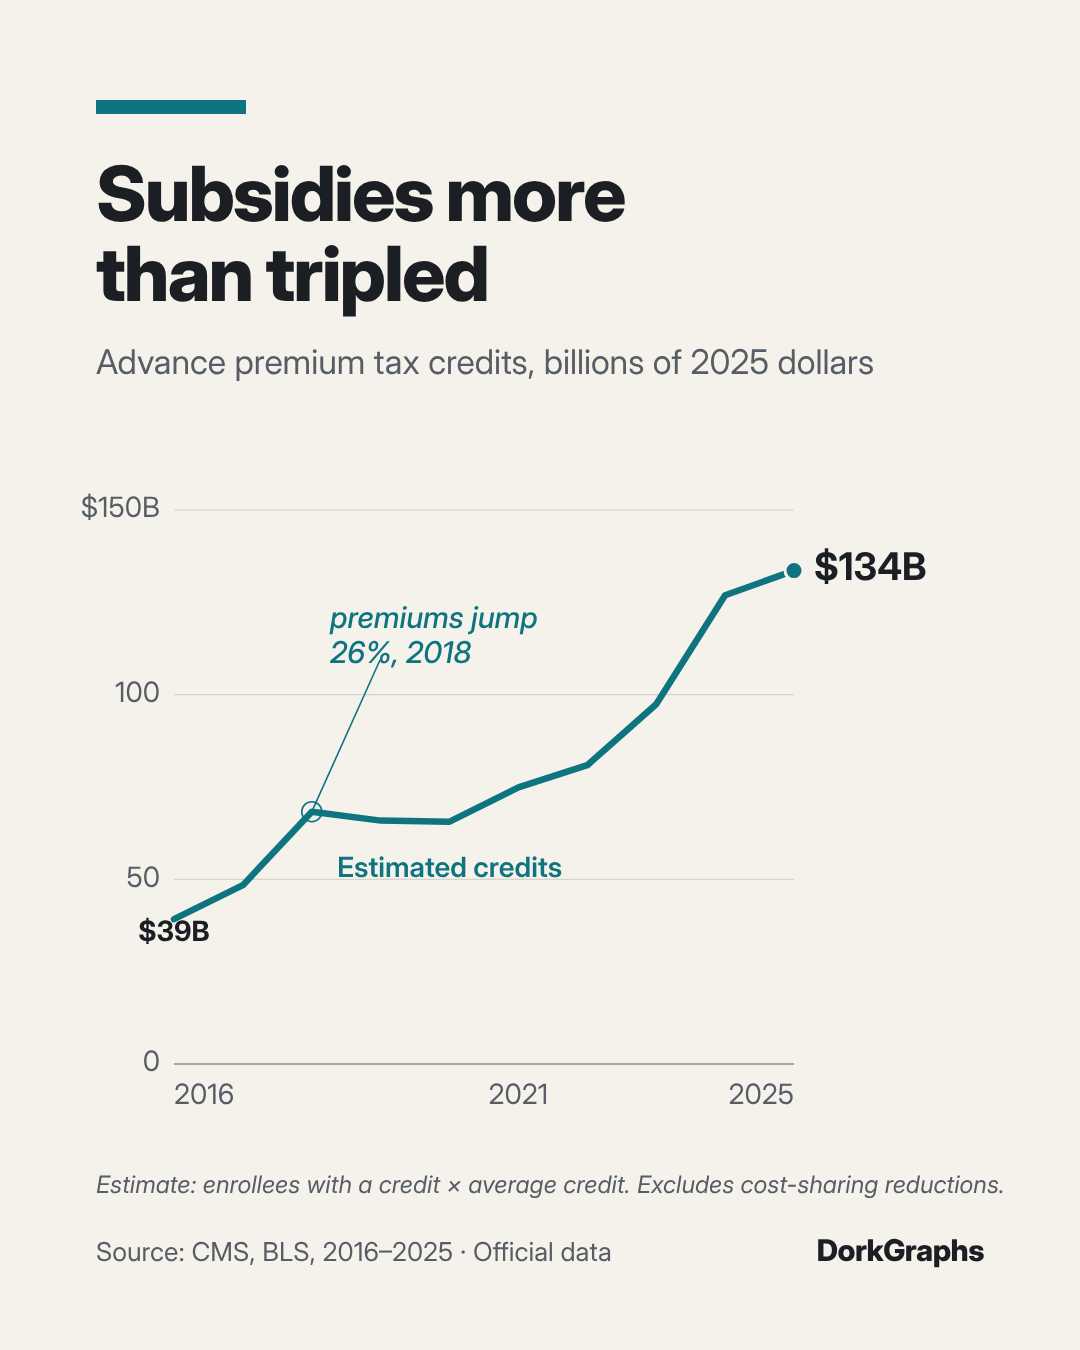 Subsidies more
than tripled
Advance premium tax credits, billions of 2025 dollars
$150B
$134B
premiums jump
26%, 2018
100
Estimated credits
50
$39B
0
2016 2021 2025
Estimate: enrollees with a credit × average credit. Excludes cost-sharing reductions.
Source: CMS, BLS, 2016–2025 · Official data
DorkGraphs